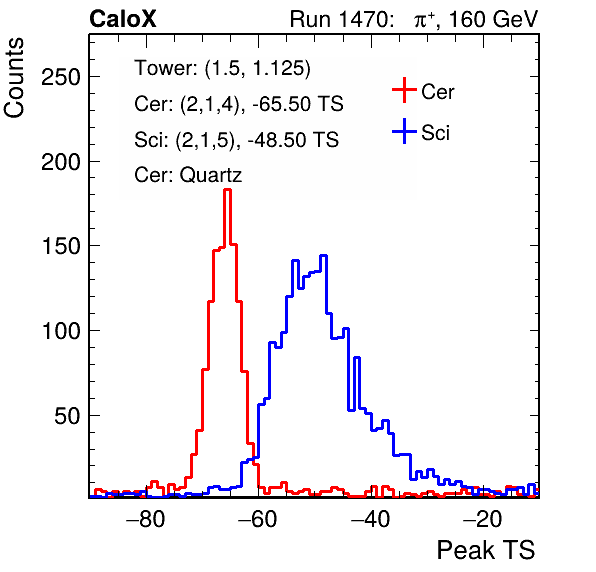 CaloX Run 1470: π⁺, 160 GeV
Counts
Tower: (1.5, 1.125)
Cer: (2,1,4), -65.50 TS
Sci: (2,1,5), -48.50 TS
Cer: Quartz
Cer
Sci
250
200
150
100
50
−80 −60 −40 −20
Peak TS